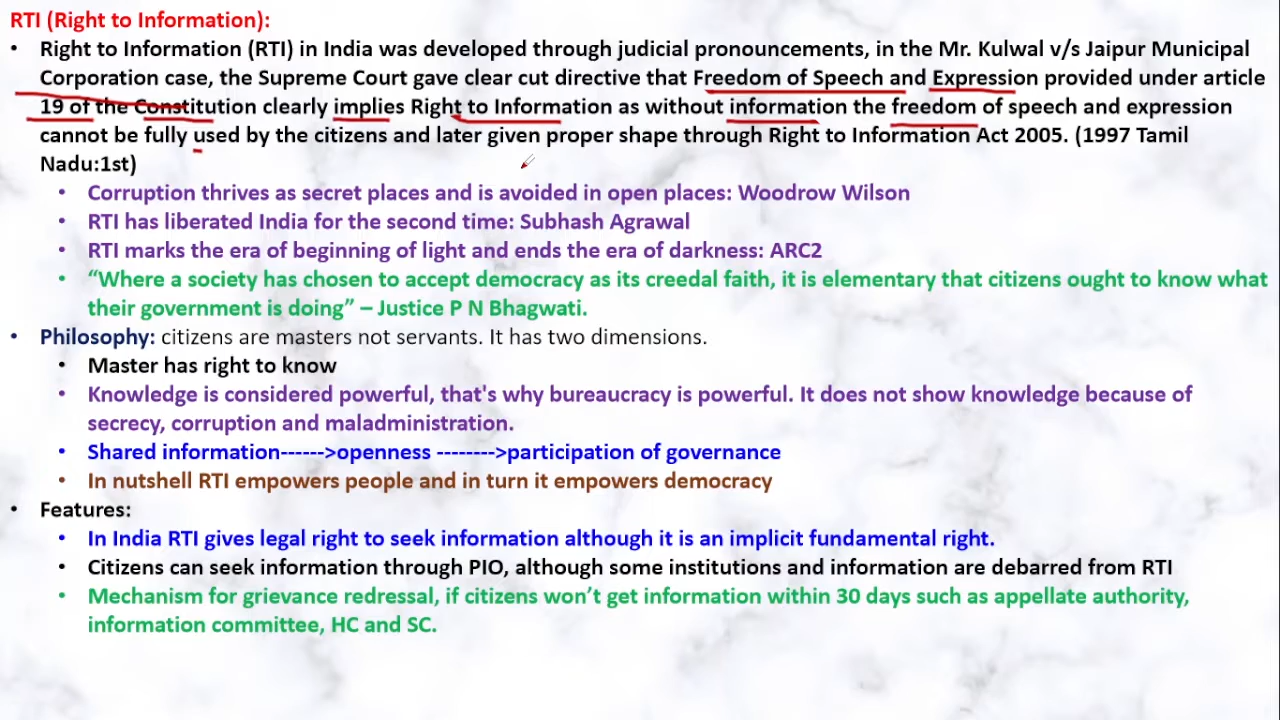 RTI (Right to Information):
• Right to Information (RTI) in India was developed through judicial pronouncements, in the Mr. Kulwal v/s Jaipur Municipal
Corporation case, the Supreme Court gave clear cut directive that Freedom of Speech and Expression provided under article
19 of the Constitution clearly implies Right to Information as without information the freedom of speech and expression
cannot be fully used by the citizens and later given proper shape through Right to Information Act 2005. (1997 Tamil
Nadu:1st)
• Corruption thrives as secret places and is avoided in open places: Woodrow Wilson
• RTI has liberated India for the second time: Subhash Agrawal
• RTI marks the era of beginning of light and ends the era of darkness: ARC2
• “Where a society has chosen to accept democracy as its creedal faith, it is elementary that citizens ought to know what
their government is doing” – Justice P N Bhagwati.
• Philosophy: citizens are masters not servants. It has two dimensions.
• Master has right to know
• Knowledge is considered powerful, that's why bureaucracy is powerful. It does not show knowledge because of
secrecy, corruption and maladministration.
• Shared information------>openness -------->participation of governance
• In nutshell RTI empowers people and in turn it empowers democracy
• Features:
• In India RTI gives legal right to seek information although it is an implicit fundamental right.
• Citizens can seek information through PIO, although some institutions and information are debarred from RTI
• Mechanism for grievance redressal, if citizens won’t get information within 30 days such as appellate authority,
information committee, HC and SC.